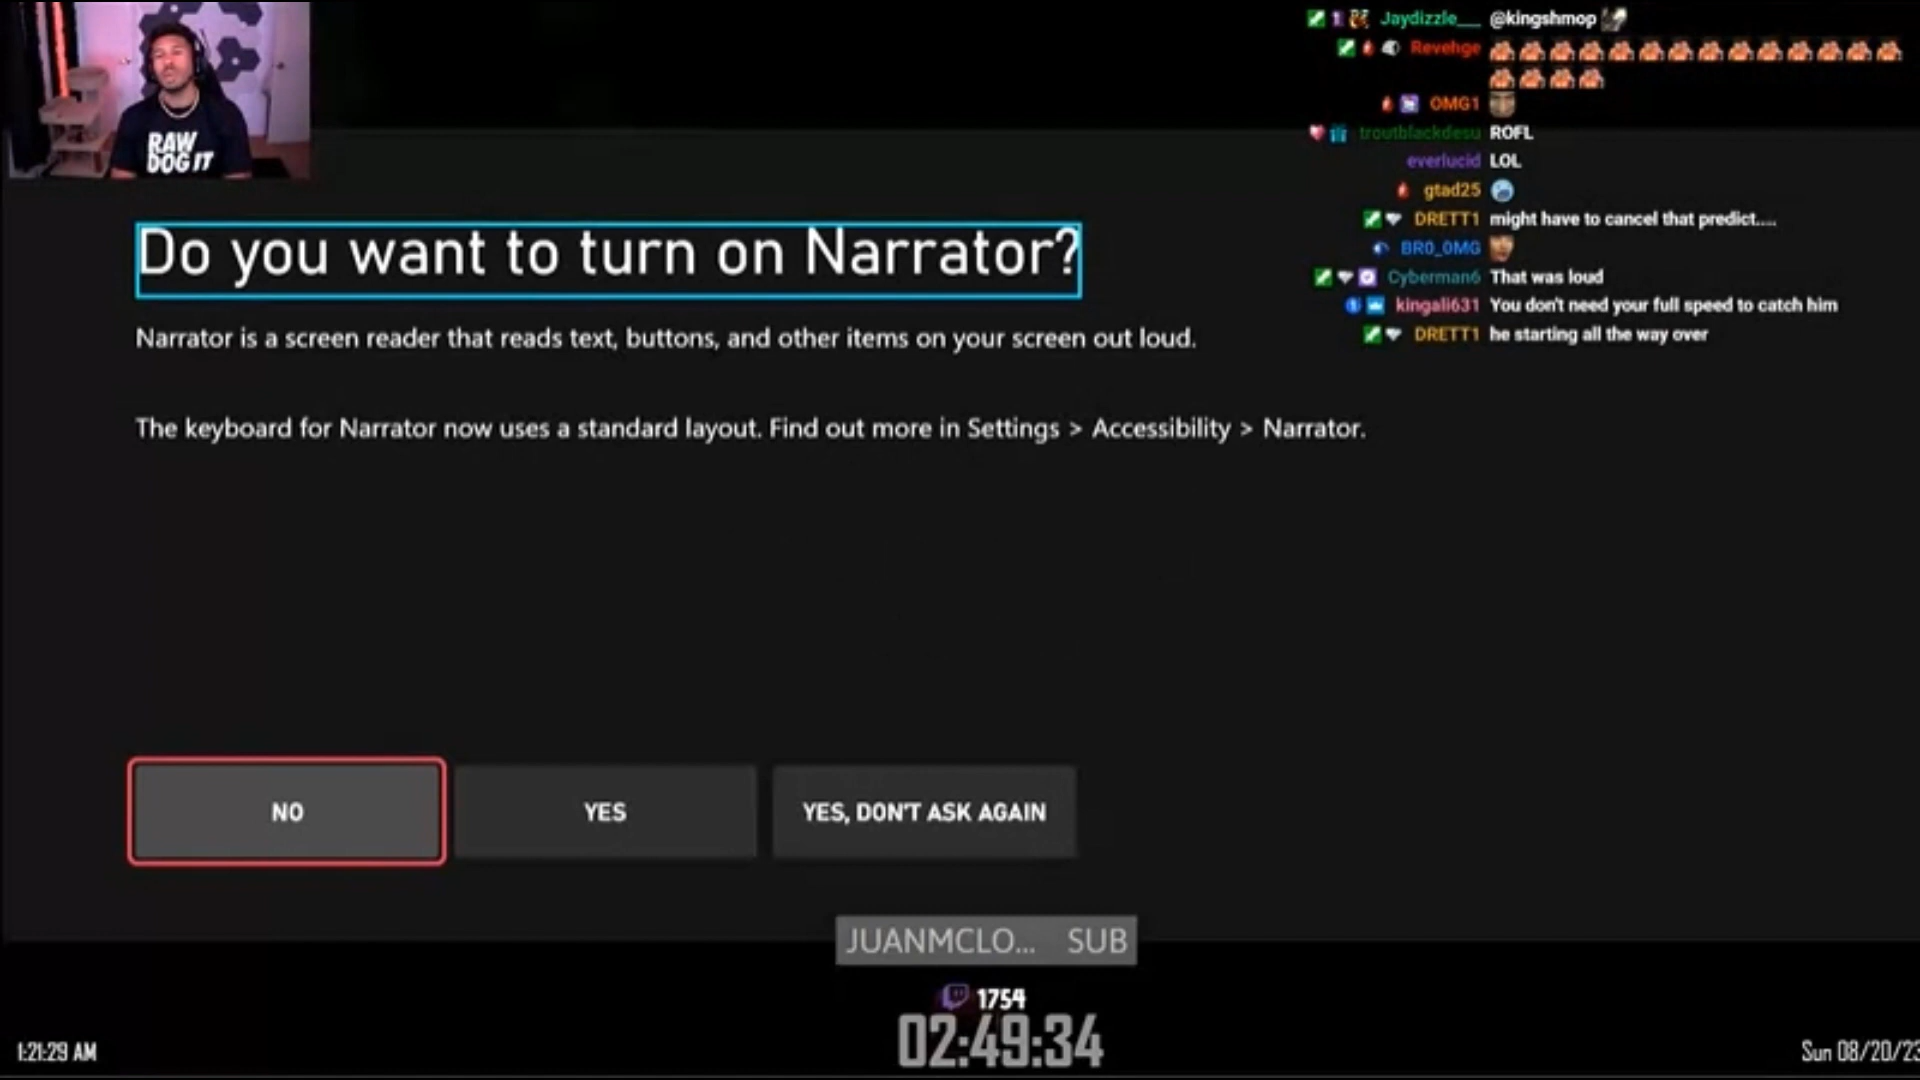 RAW
DOG IT
Jaydizzle___ @kingshmop
Revehge
OMG1
troutblackdesu ROFL
everlucid LOL
gtad25
DRETT1 might have to cancel that predict....
BR0_0MG
Cyberman6 That was loud
kingali631 You don't need your full speed to catch him
DRETT1 he starting all the way over
Do you want to turn on Narrator?
Narrator is a screen reader that reads text, buttons, and other items on your screen out loud.
The keyboard for Narrator now uses a standard layout. Find out more in Settings > Accessibility > Narrator.
NO YES YES, DON'T ASK AGAIN
JUANMCLO... SUB
1754
02:49:34
1:21:29 AM
Sun 08/20/23